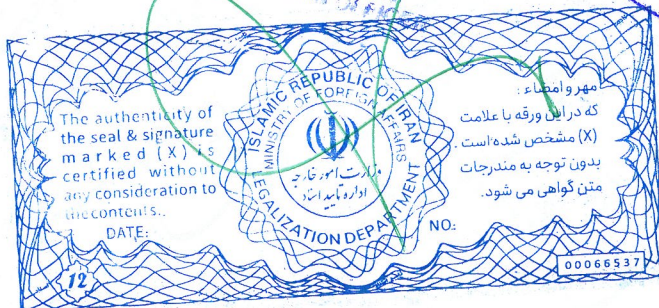 The authenticity of
the seal & signature
marked (X) is
certified without
any consideration to
the contents..
DATE:
12
ISLAMIC REPUBLIC OF IRAN
MINISTRY OF FOREIGN AFFAIRS
وزارت امور خارجه
اداره تایید اسناد
LEGALIZATION DEPARTMENT
NO.:
مهر و امضاء :
که در این ورقه با علامت
(X) مشخص شده است .
بدون توجه به مندرجات
متن گواهی می شود.
00066537